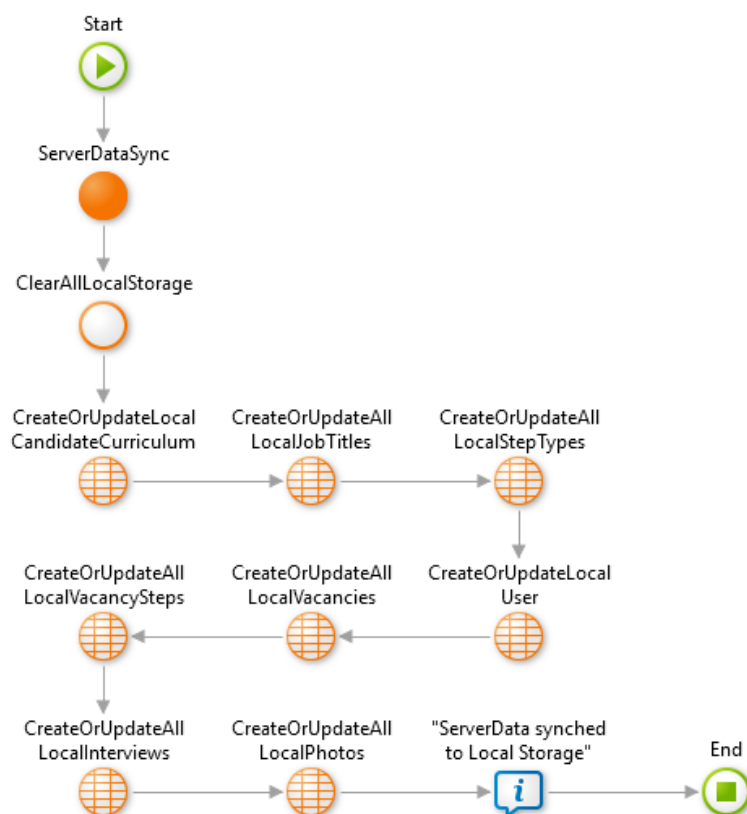 Start
ServerDataSync
ClearAllLocalStorage
CreateOrUpdateLocal
CandidateCurriculum
CreateOrUpdateAll
LocalJobTitles
CreateOrUpdateAll
LocalStepTypes
CreateOrUpdateLocal
User
CreateOrUpdateAll
LocalVacancies
CreateOrUpdateAll
LocalVacancySteps
CreateOrUpdateAll
LocalInterviews
CreateOrUpdateAll
LocalPhotos
"ServerData synched
to Local Storage"
End